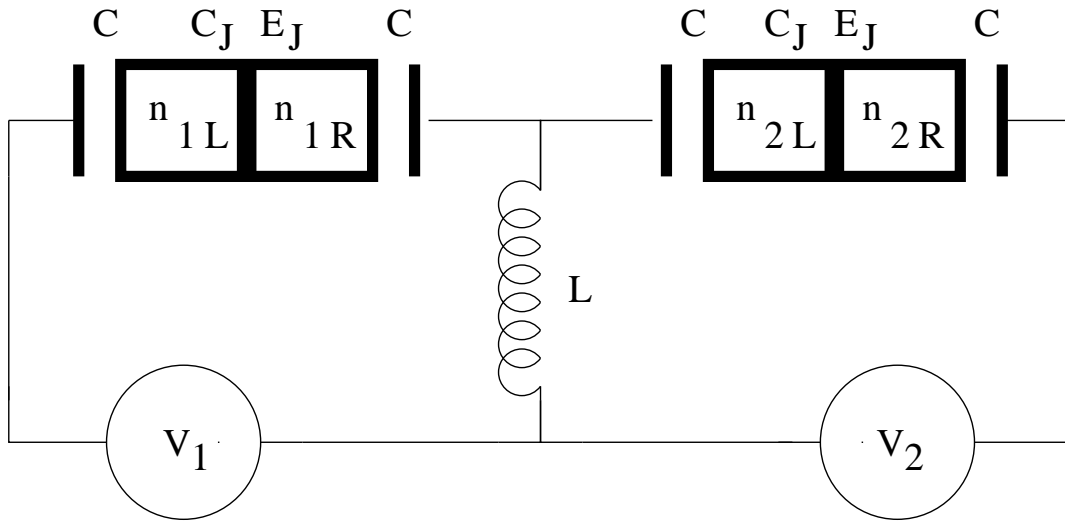 C C_J E_J C C C_J E_J C
n_1L n_1R n_2L n_2R
L
V_1 V_2